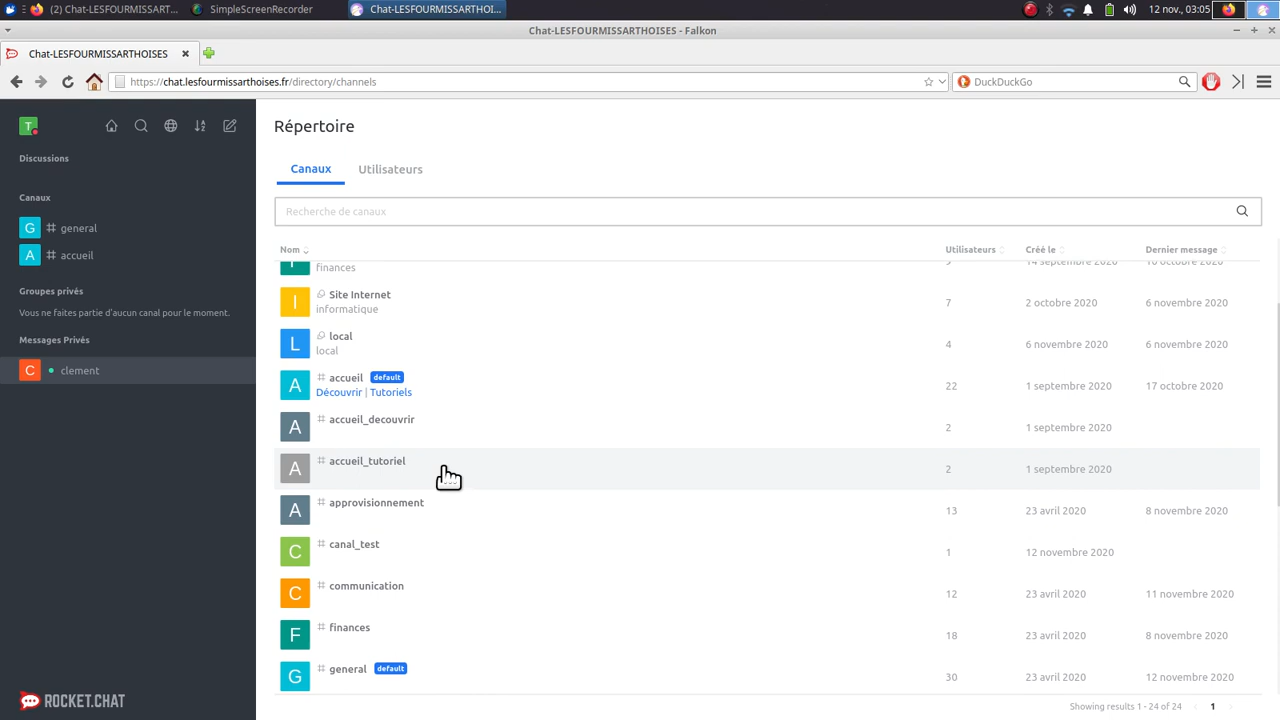 (2) Chat-LESFOURMISSART...
SimpleScreenRecorder
Chat-LESFOURMISSARTHOI...
12 nov., 03:05
Chat-LESFOURMISSARTHOISES - Falkon
Chat-LESFOURMISSARTHOISES
https://chat.lesfourmissarthoises.fr/directory/channels
DuckDuckGo
T
Discussions
Canaux
G general
A accueil
Groupes privés
Vous ne faites partie d'aucun canal pour le moment.
Messages Privés
C clement
ROCKET.CHAT
Répertoire
Canaux Utilisateurs
Recherche de canaux
Nom Utilisateurs Créé le Dernier message
finances 14 septembre 2020 10 octobre 2020
I Site Internet 7 2 octobre 2020 6 novembre 2020
informatique
L local 4 6 novembre 2020 6 novembre 2020
local
A accueil default 22 1 septembre 2020 17 octobre 2020
Découvrir | Tutoriels
A accueil_decouvrir 2 1 septembre 2020
A accueil_tutoriel 2 1 septembre 2020
A approvisionnement 13 23 avril 2020 8 novembre 2020
C canal_test 1 12 novembre 2020
C communication 12 23 avril 2020 11 novembre 2020
F finances 18 23 avril 2020 8 novembre 2020
G general default 30 23 avril 2020 12 novembre 2020
Showing results 1 - 24 of 24 1